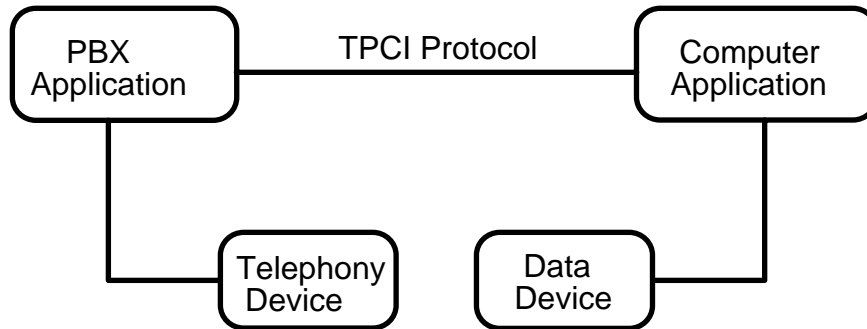 PBX
Application
TPCI Protocol
Computer
Application
Telephony
Device
Data
Device